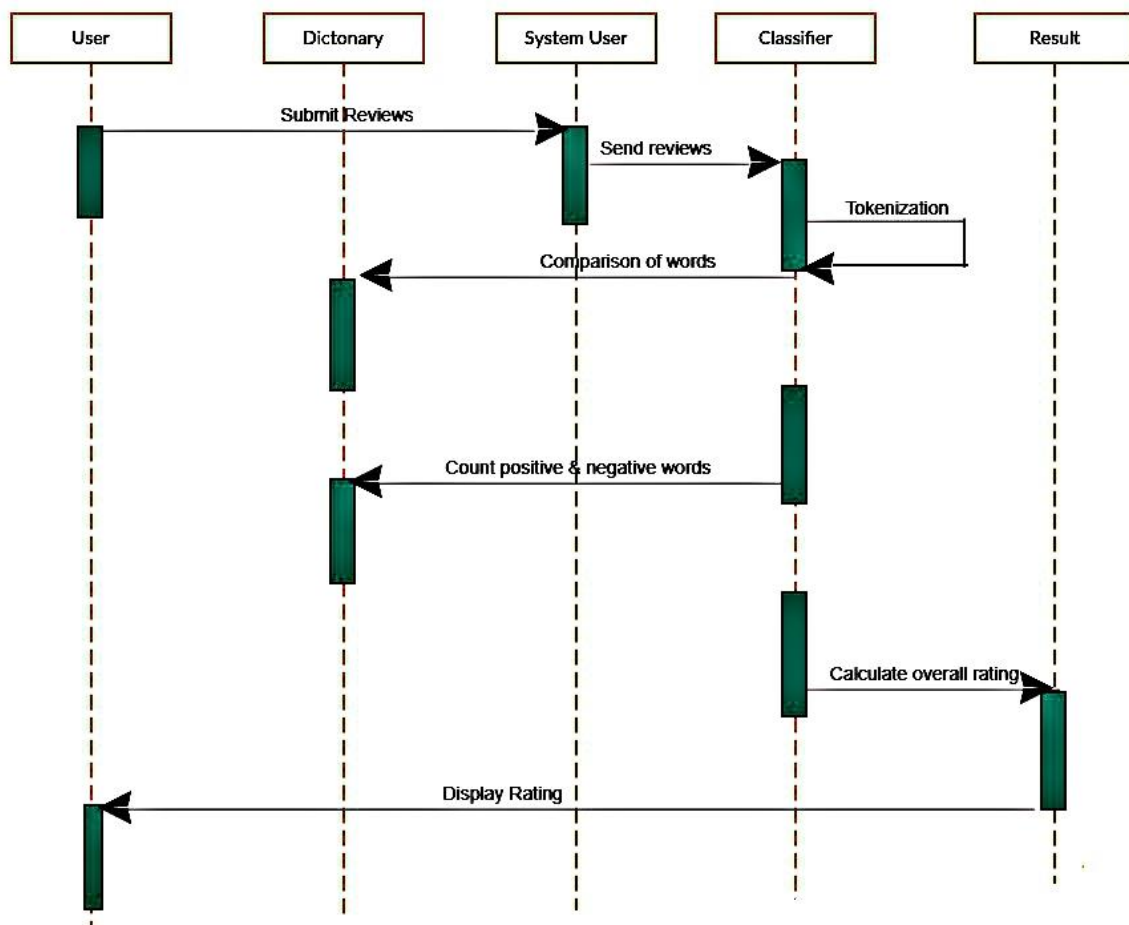 User
Dictonary
System User
Classifier
Result
Submit Reviews
Send reviews
Tokenization
Comparison of words
Count positive & negative words
Calculate overall rating
Display Rating